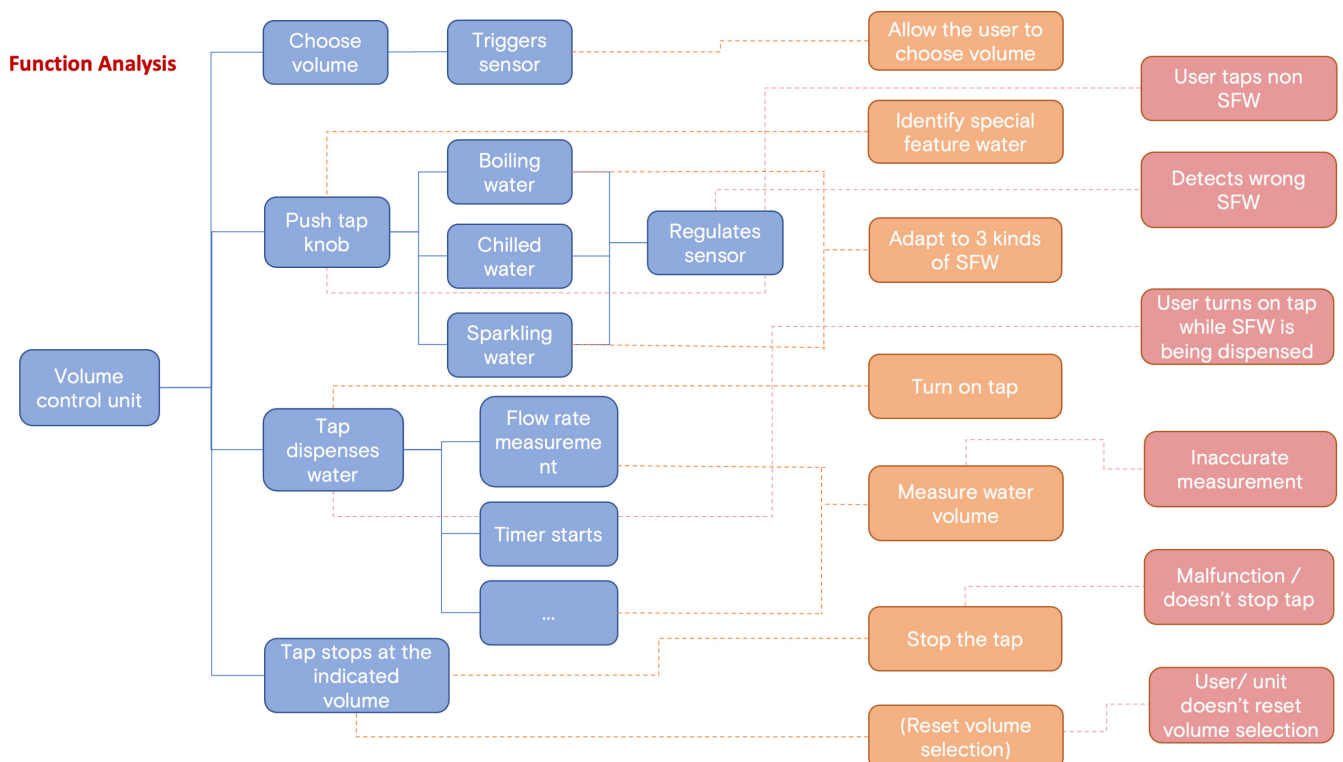 Function Analysis
Choose
volume
Triggers
sensor
Allow the user to
choose volume
User taps non
SFW
Identify special
feature water
Boiling
water
Detects wrong
SFW
Push tap
knob
Chilled
water
Regulates
sensor
Adapt to 3 kinds
of SFW
Sparkling
water
User turns on tap
while SFW is
being dispensed
Volume
control unit
Turn on tap
Tap
dispenses
water
Flow rate
measureme
nt
Inaccurate
measurement
Measure water
volume
Timer starts
Malfunction /
doesn't stop tap
...
Stop the tap
Tap stops at the
indicated
volume
User/ unit
doesn't reset
volume selection
(Reset volume
selection)